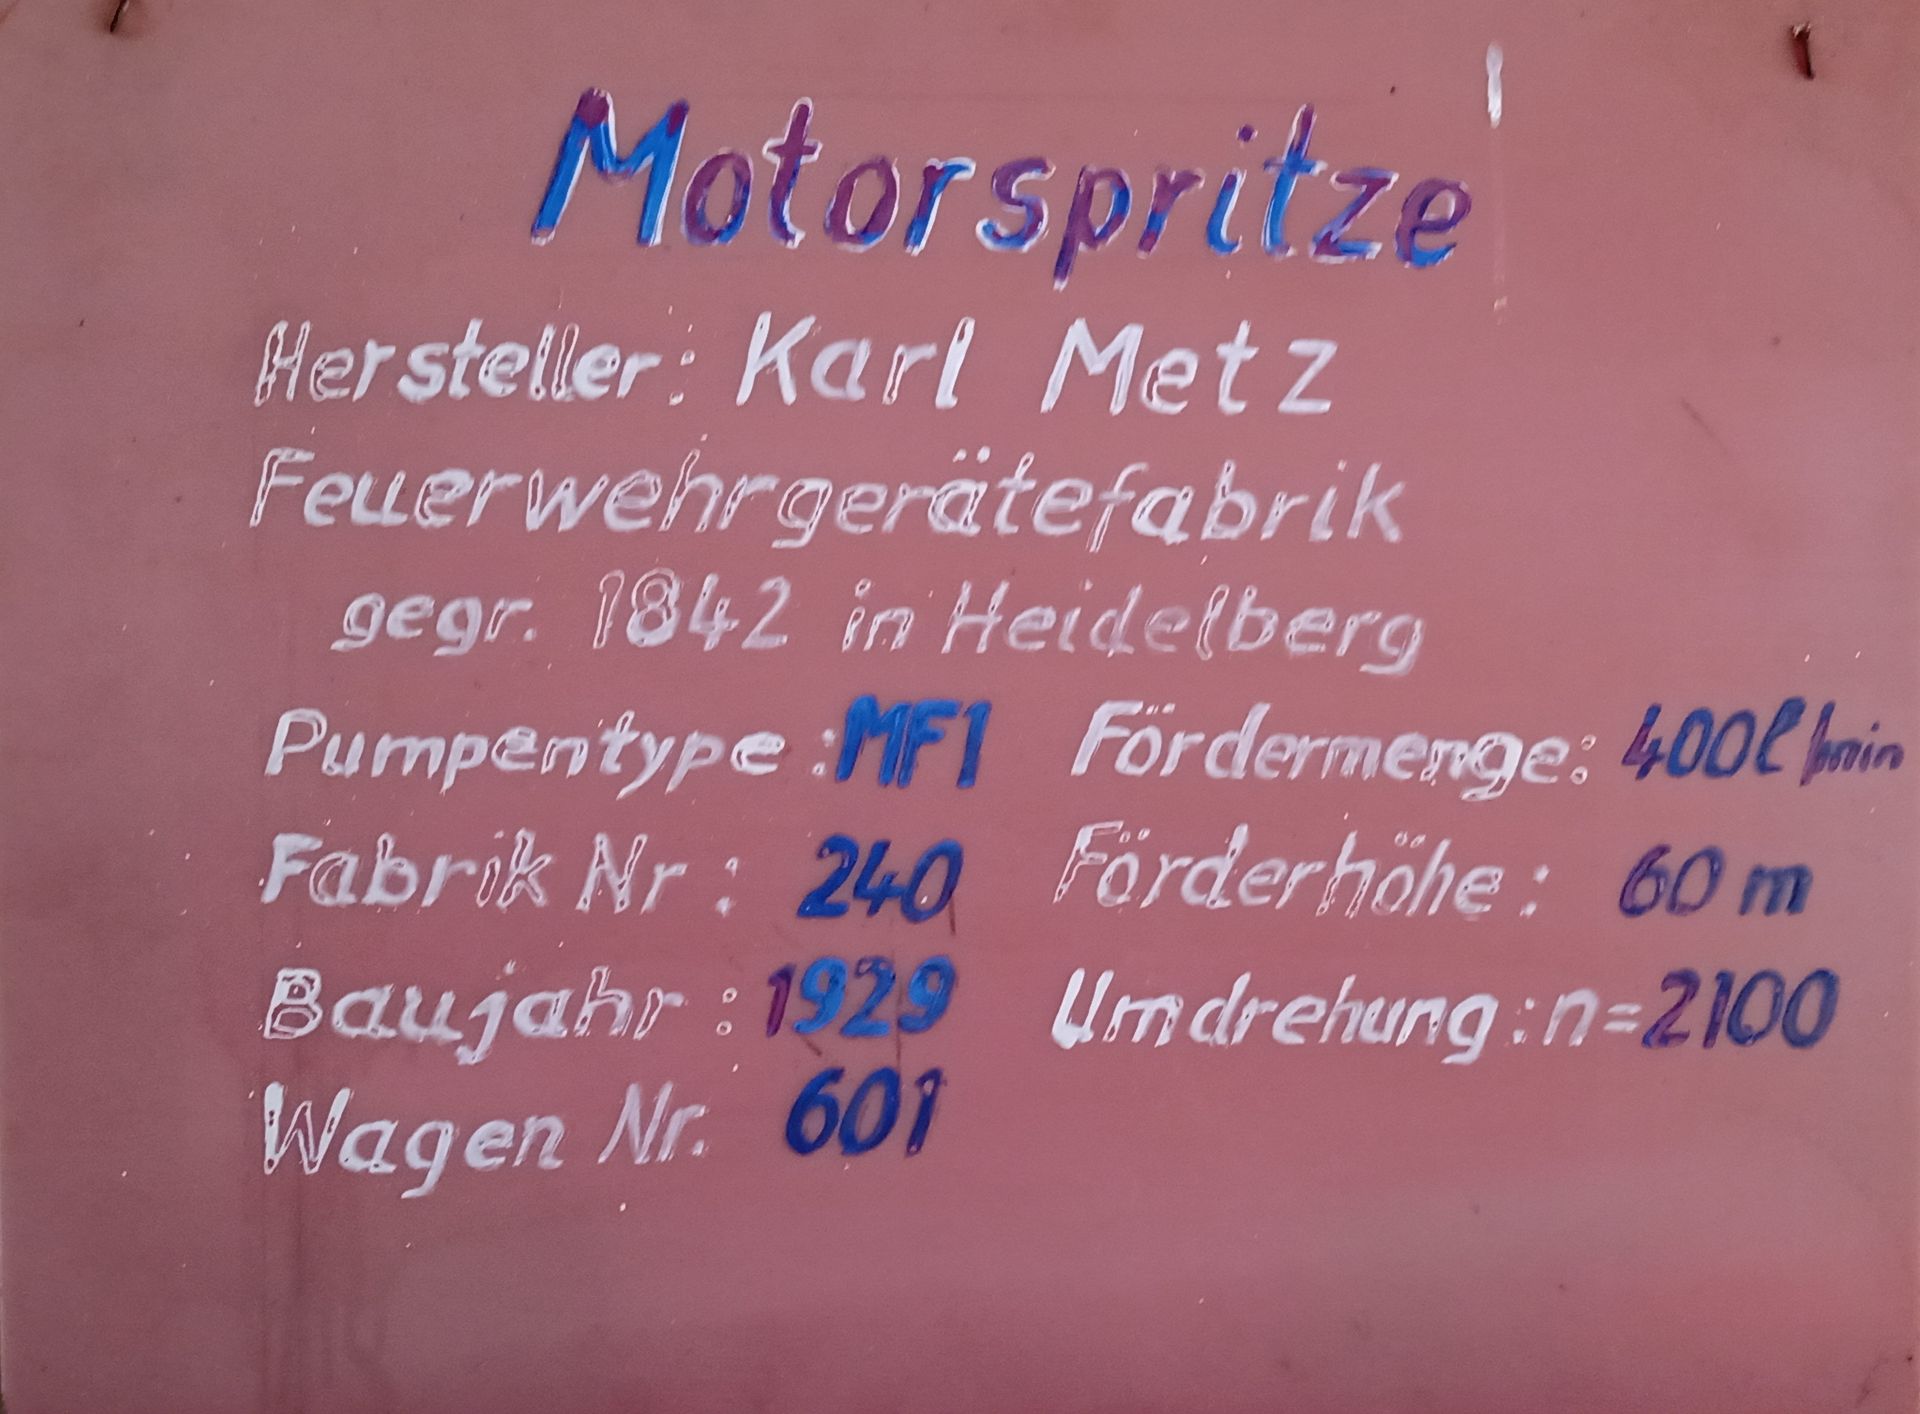 Motorspritze
Hersteller: Karl Metz
Feuerwehrgerätefabrik
gegr. 1842 in Heidelberg
Pumpentype: MF1 Fördermenge: 400 l/min
Fabrik Nr: 240 Förderhöhe: 60 m
Baujahr: 1929 Umdrehung: n=2100
Wagen Nr. 601